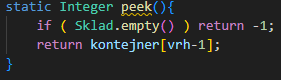 static Integer peek(){
if ( Sklad.empty() ) return -1;
return kontejner[vrh-1];
}